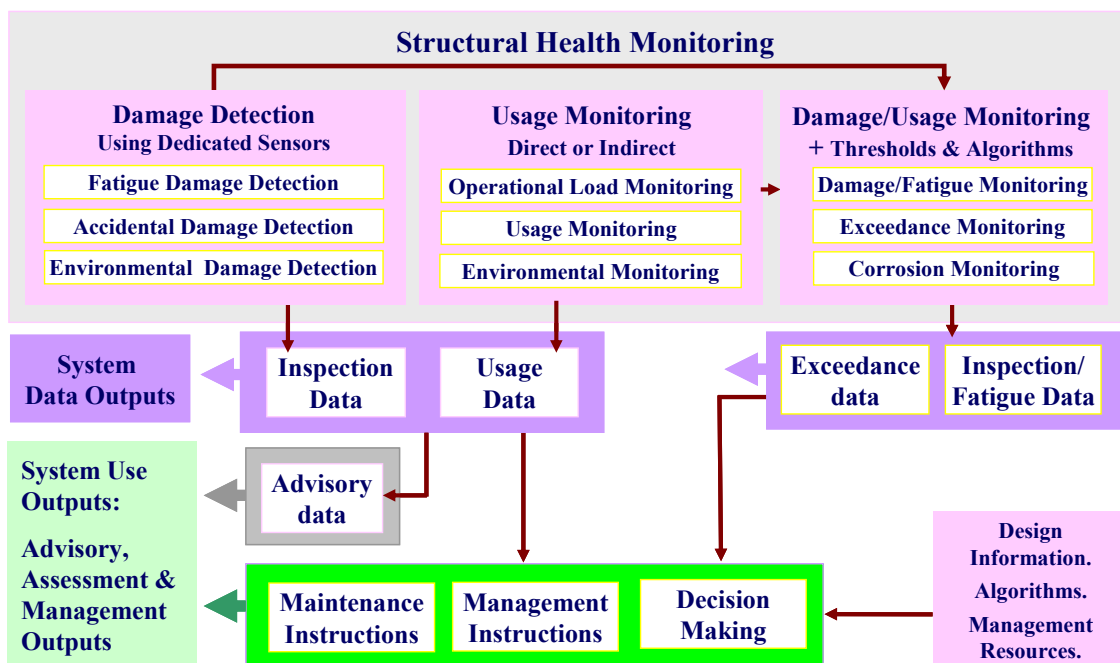 Structural Health Monitoring
Damage Detection
Using Dedicated Sensors
Fatigue Damage Detection
Accidental Damage Detection
Environmental Damage Detection
Usage Monitoring
Direct or Indirect
Operational Load Monitoring
Usage Monitoring
Environmental Monitoring
Damage/Usage Monitoring
+ Thresholds & Algorithms
Damage/Fatigue Monitoring
Exceedance Monitoring
Corrosion Monitoring
System
Data Outputs
Inspection
Data
Usage
Data
Exceedance
data
Inspection/
Fatigue Data
System Use
Outputs:
Advisory,
Assessment &
Management
Outputs
Advisory
data
Maintenance
Instructions
Management
Instructions
Decision
Making
Design
Information.
Algorithms.
Management
Resources.